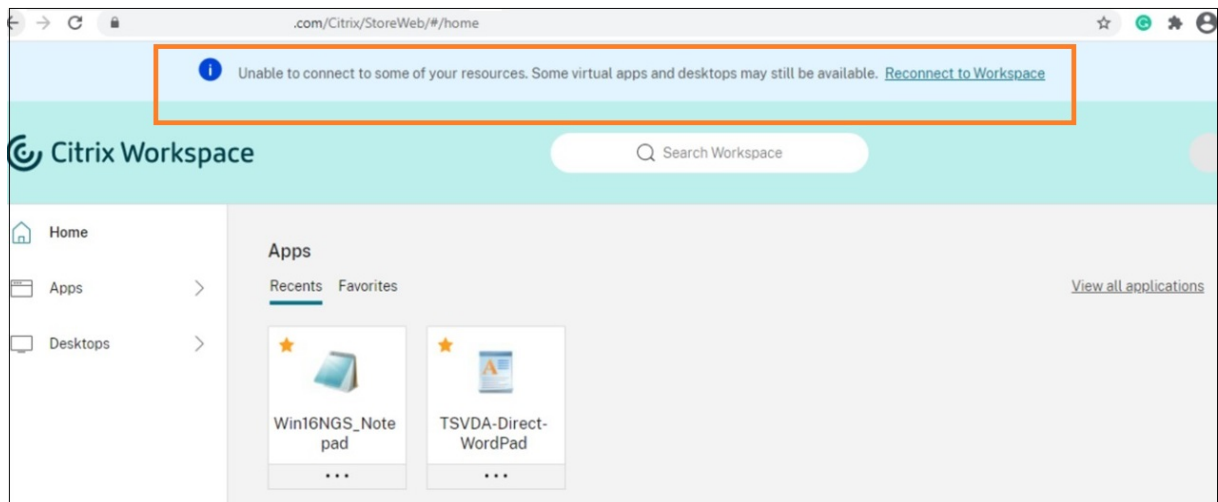 .com/Citrix/StoreWeb/#/home
Unable to connect to some of your resources. Some virtual apps and desktops may still be available. Reconnect to Workspace
Citrix Workspace
Search Workspace
Home
Apps
Desktops
Apps
Recents Favorites
View all applications
Win16NGS_Note
pad
TSVDA-Direct-
WordPad